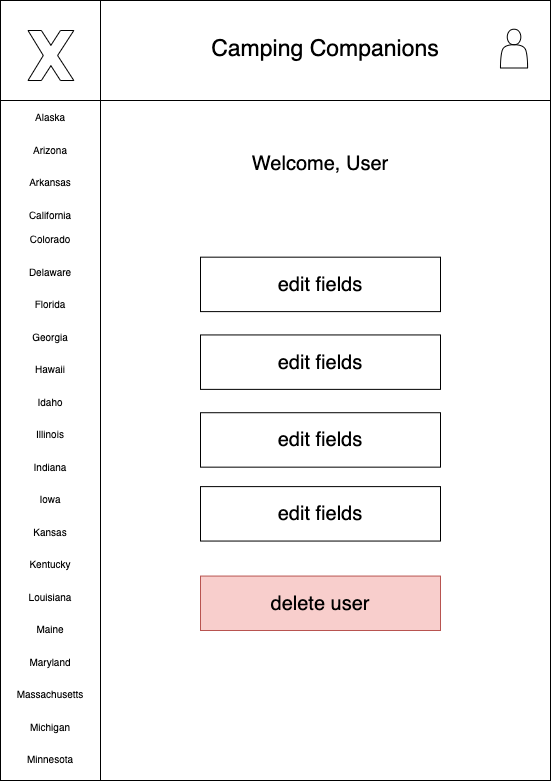 X
Camping Companions
Alaska
Arizona
Arkansas
California
Colorado
Delaware
Florida
Georgia
Hawaii
Idaho
Illinois
Indiana
Iowa
Kansas
Kentucky
Louisiana
Maine
Maryland
Massachusetts
Michigan
Minnesota
Welcome, User
edit fields
edit fields
edit fields
edit fields
delete user